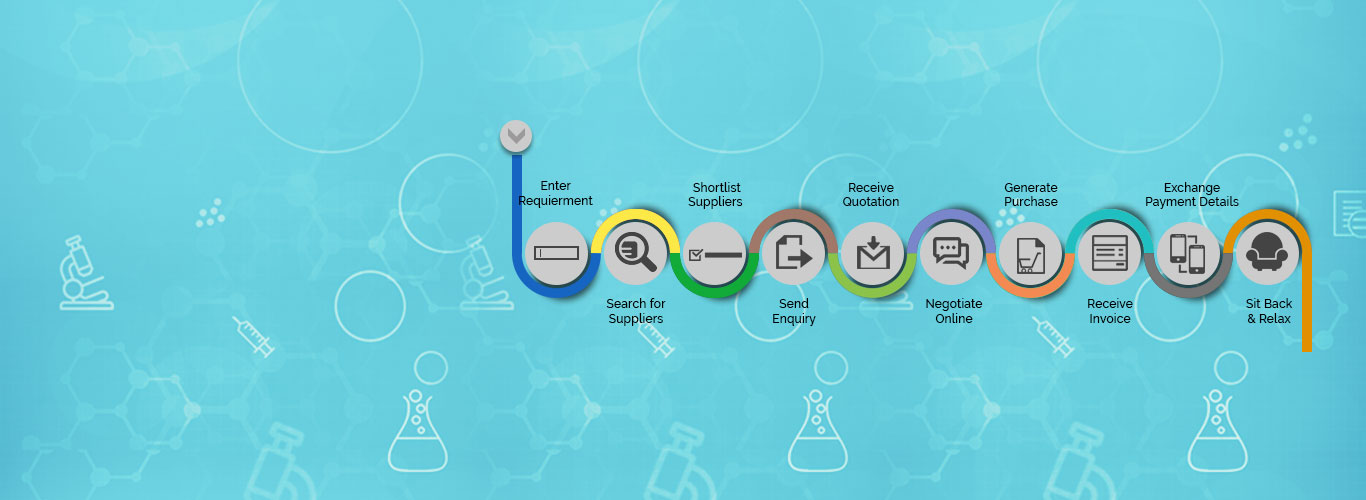 Enter
Requierment
Search for
Suppliers
Shortlist
Suppliers
Send
Enquiry
Receive
Quotation
Negotiate
Online
Generate
Purchase
Receive
Invoice
Exchange
Payment Details
Sit Back
& Relax